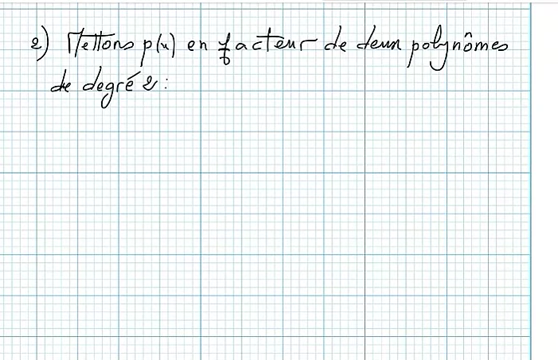 2) Mettons p(x) en facteur de deux polynômes
de degré 2 :